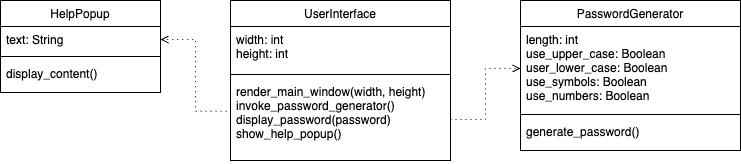 HelpPopup
text: String
display_content()
UserInterface
width: int
height: int
render_main_window(width, height)
invoke_password_generator()
display_password(password)
show_help_popup()
PasswordGenerator
length: int
use_upper_case: Boolean
user_lower_case: Boolean
use_symbols: Boolean
use_numbers: Boolean
generate_password()